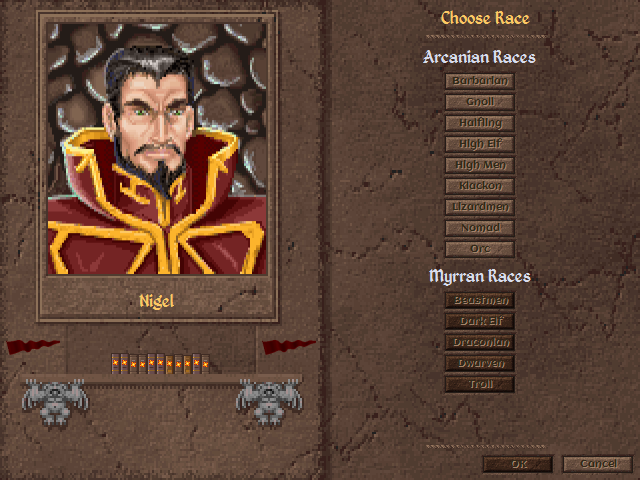 Choose Race
Arcanian Races
Barbarian
Gnoll
Halfling
High Elf
High Men
Klackon
Lizardmen
Nomad
Orc
Myrran Races
Beastmen
Dark Elf
Draconian
Dwarven
Troll
Nigel
OK
Cancel